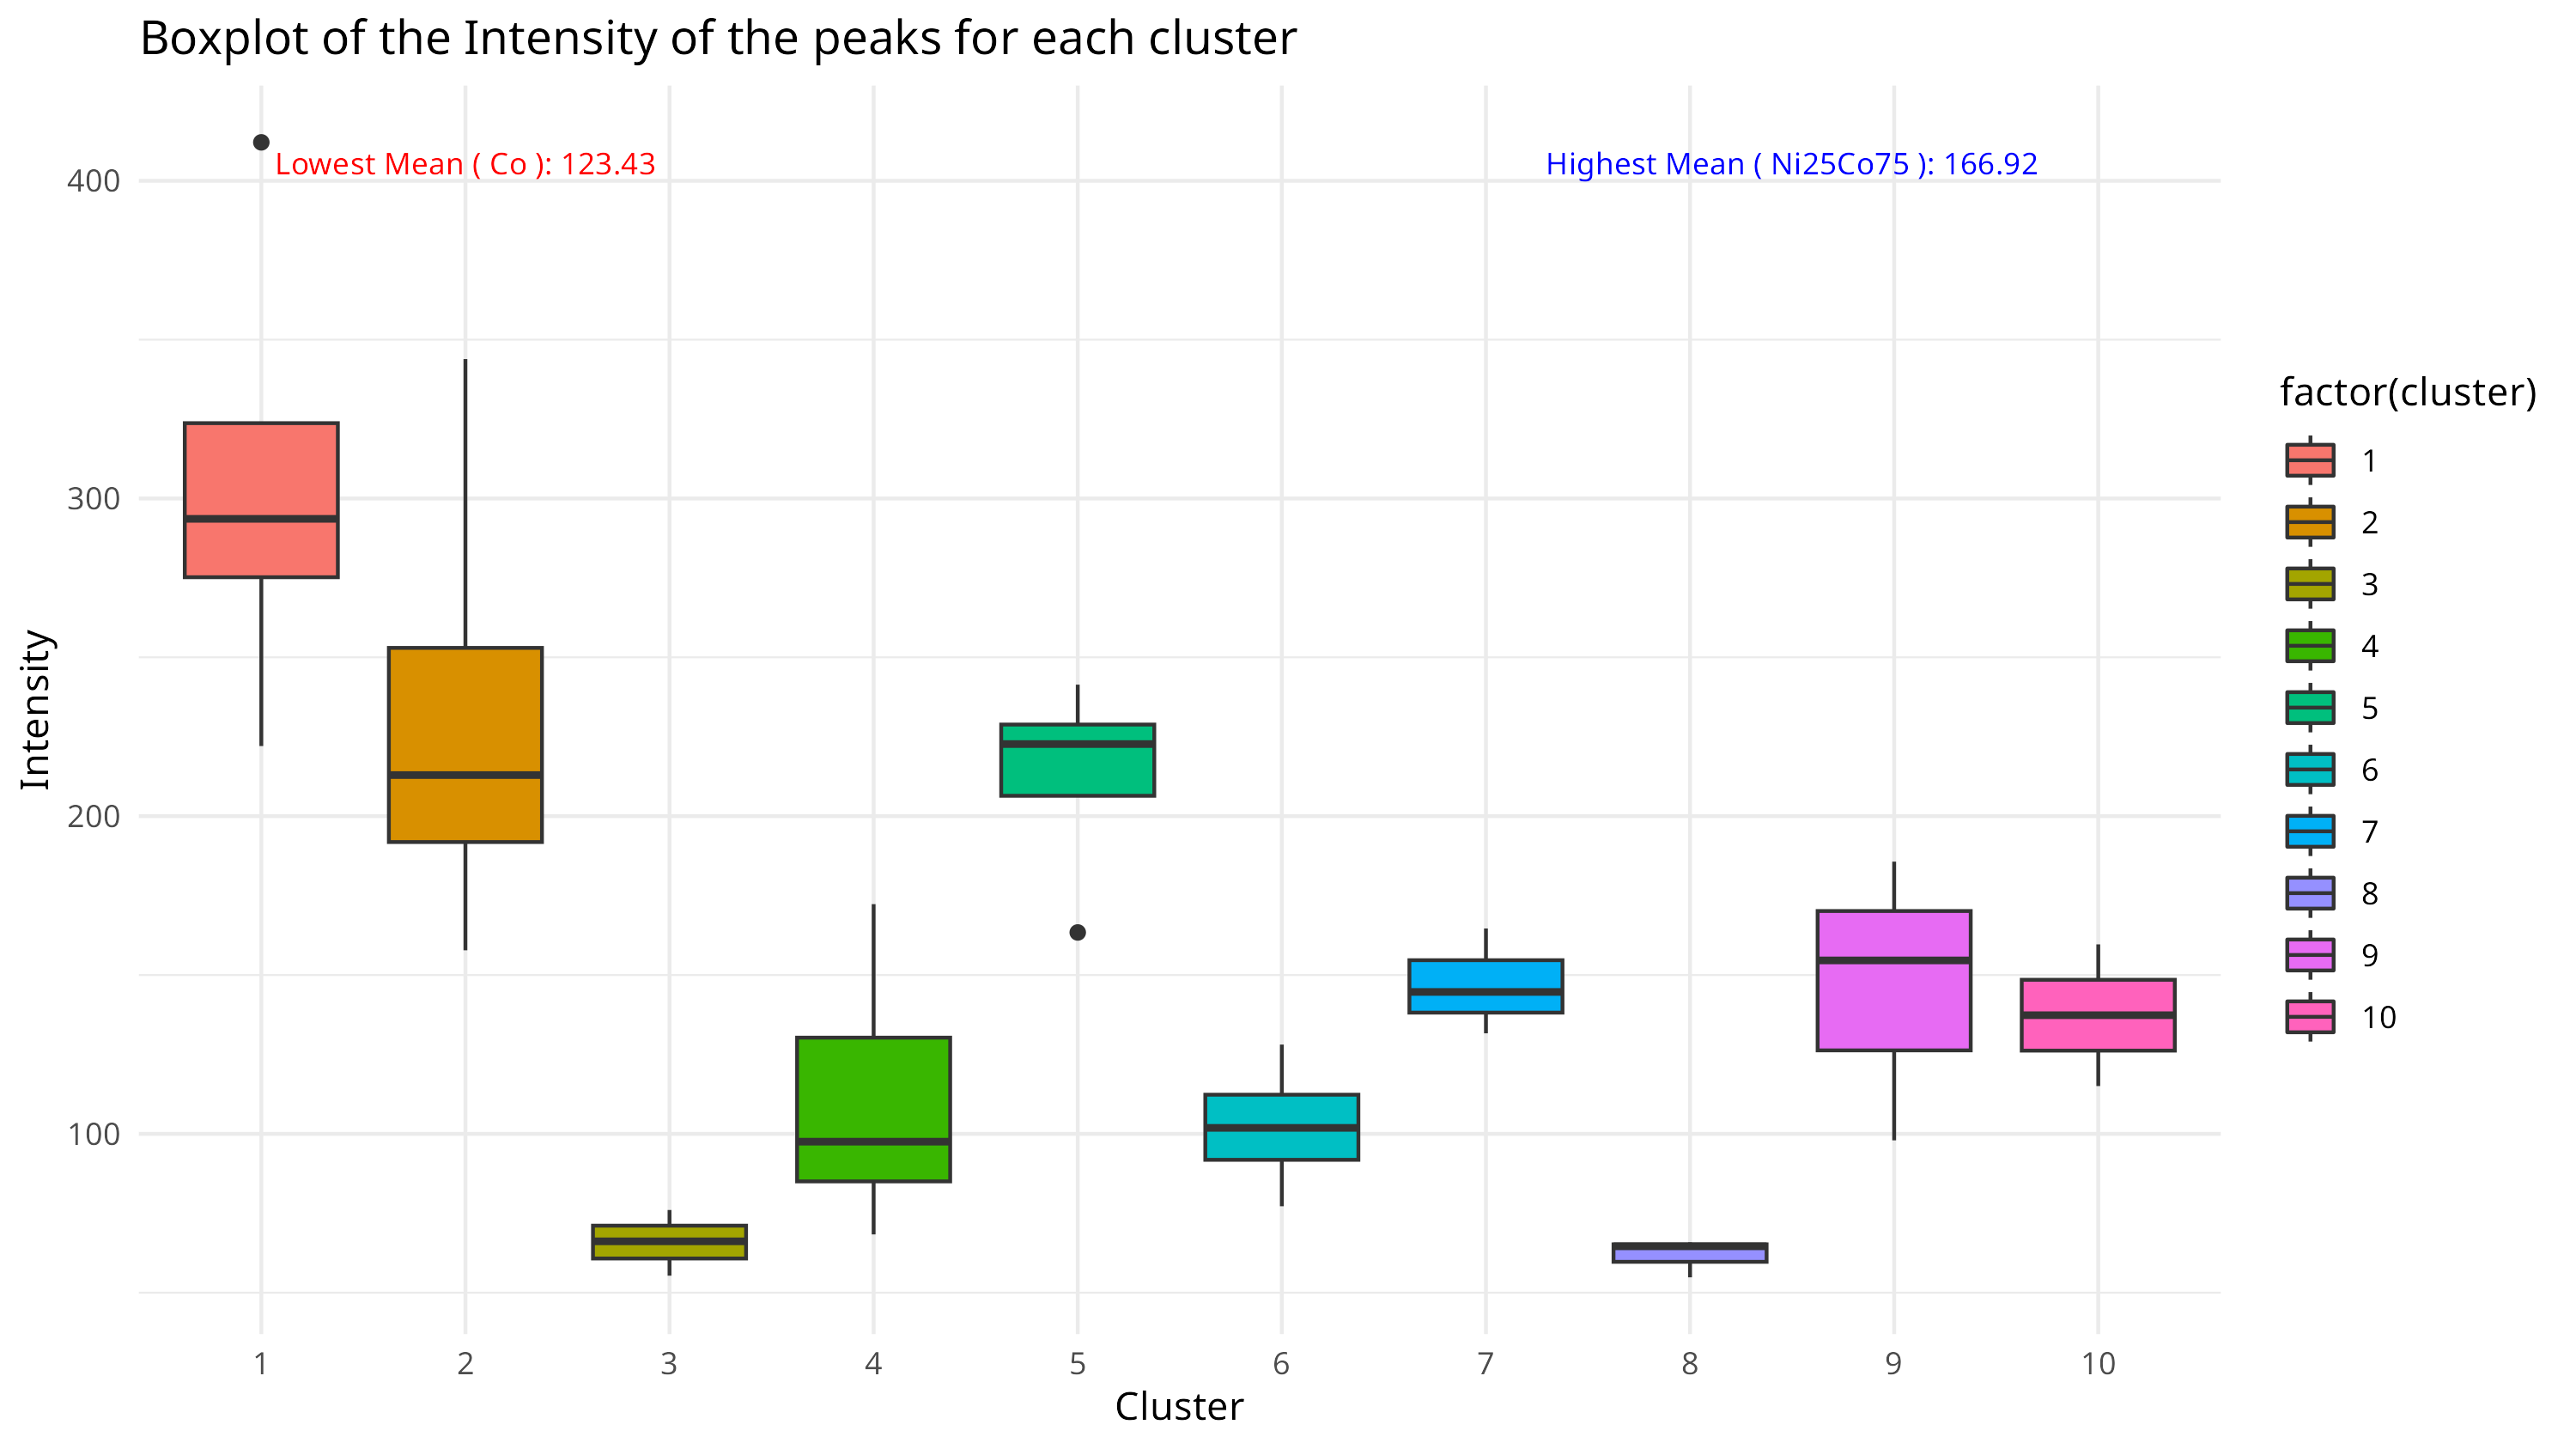 Boxplot of the Intensity of the peaks for each cluster
Lowest Mean ( Co ): 123.43
Highest Mean ( Ni25Co75 ): 166.92
400
300
200
100
Intensity
1 2 3 4 5 6 7 8 9 10
Cluster
factor(cluster)
1
2
3
4
5
6
7
8
9
10